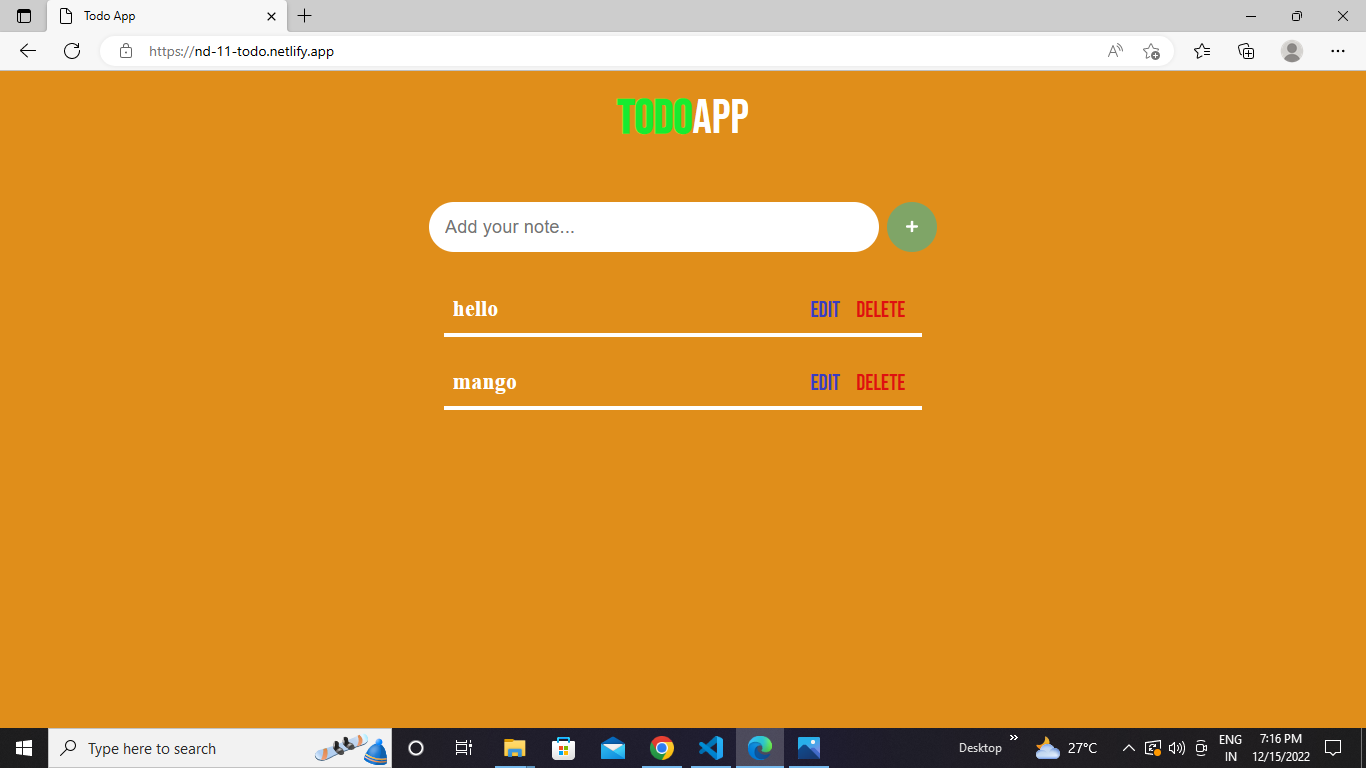 Todo App
https://nd-11-todo.netlify.app
TODOAPP
Add your note...
+
hello EDIT DELETE
mango EDIT DELETE
Type here to search
Desktop
27°C
ENG
IN
7:16 PM
12/15/2022